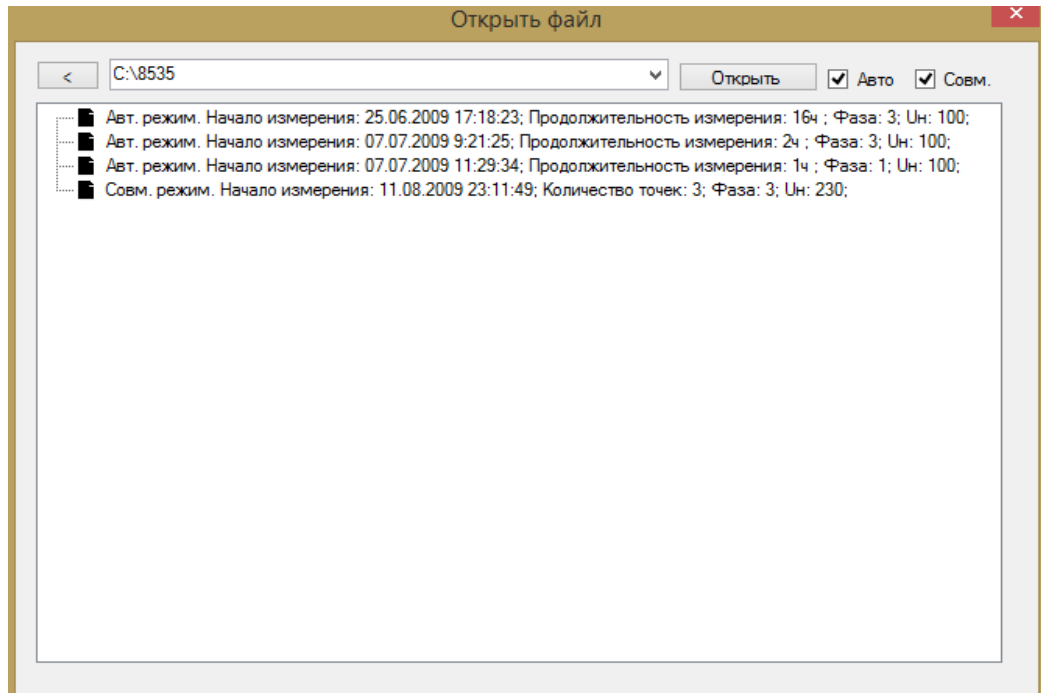 Открыть файл
< C:\8535 Открыть Авто Совм.
Авт. режим. Начало измерения: 25.06.2009 17:18:23; Продолжительность измерения: 16ч ; Фаза: 3; Uн: 100;
Авт. режим. Начало измерения: 07.07.2009 9:21:25; Продолжительность измерения: 2ч ; Фаза: 3; Uн: 100;
Авт. режим. Начало измерения: 07.07.2009 11:29:34; Продолжительность измерения: 1ч ; Фаза: 1; Uн: 100;
Совм. режим. Начало измерения: 11.08.2009 23:11:49; Количество точек: 3; Фаза: 3; Uн: 230;